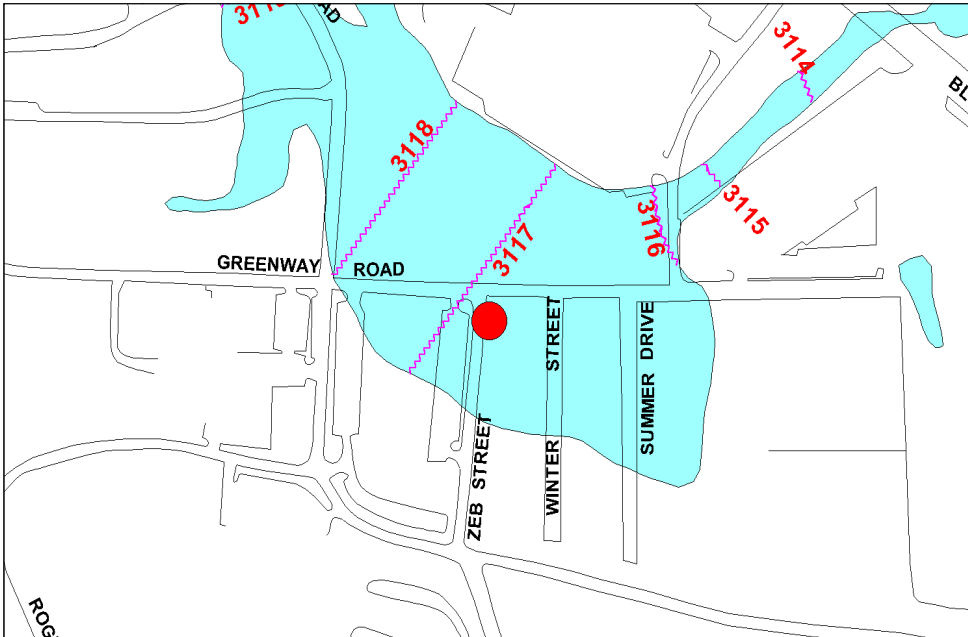 3114
3118
GREENWAY ROAD
3117
3116
3115
ZEB STREET
WINTER STREET
SUMMER DRIVE